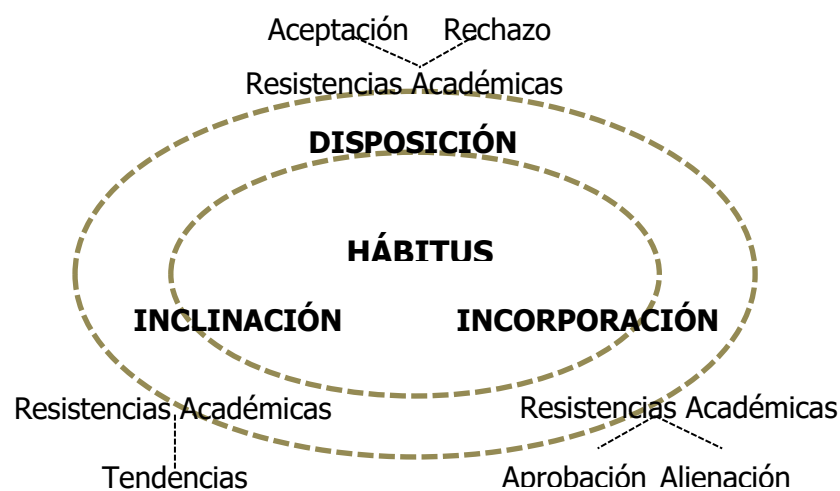 Aceptación Rechazo
Resistencias Académicas
DISPOSICIÓN
HÁBITUS
INCLINACIÓN INCORPORACIÓN
Resistencias Académicas Resistencias Académicas
Tendencias Aprobación Alienación